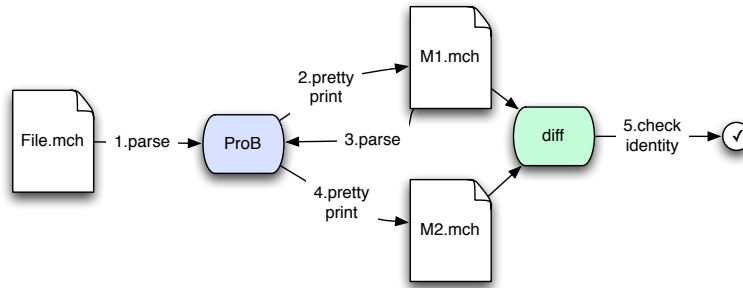 File.mch
1.parse
ProB
2.pretty
print
M1.mch
3.parse
4.pretty
print
M2.mch
diff
5.check
identity
✓